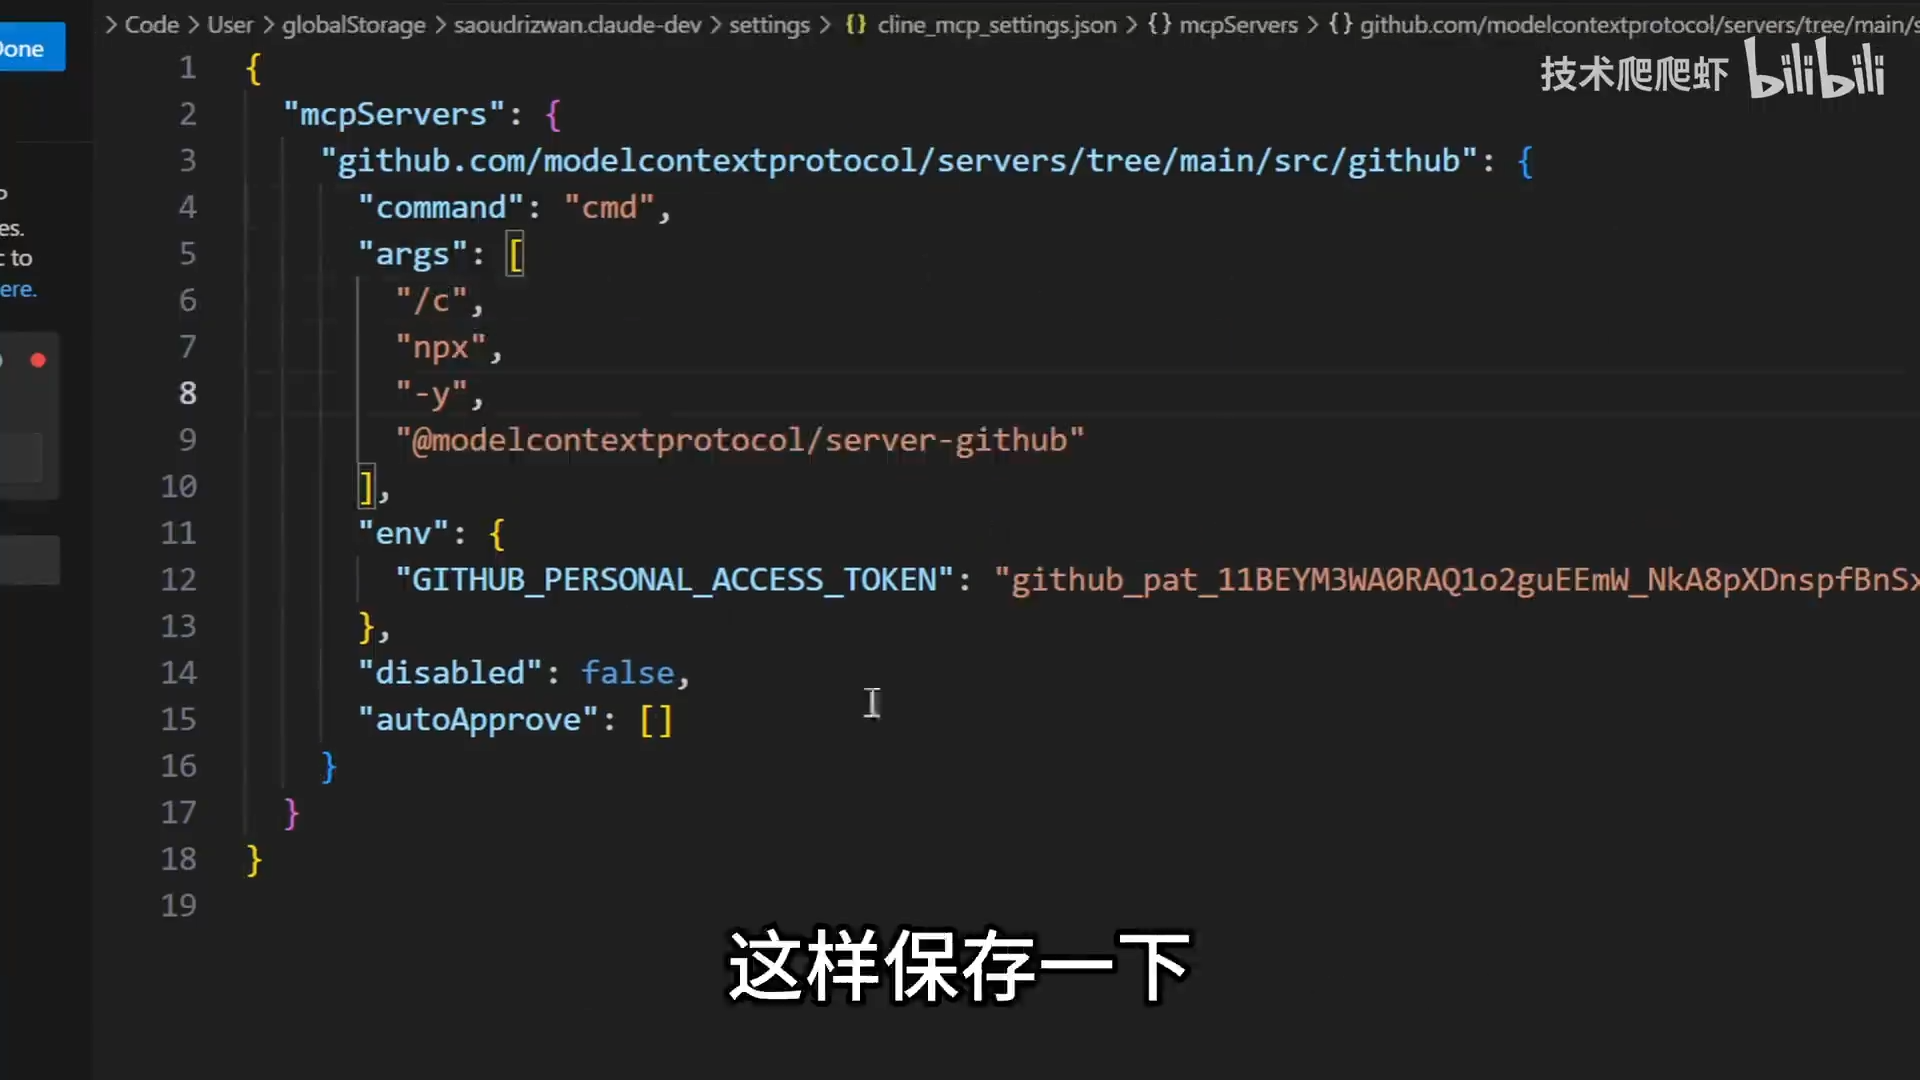 > Code > User > globalStorage > saoudrizwan.claude-dev > settings > {} cline_mcp_settings.json > {} mcpServers > {} github.com/modelcontextprotocol/servers/tree/main/s
one
技术爬爬虾 bilibili
es.
c to
ere.
1 {
2 "mcpServers": {
3 "github.com/modelcontextprotocol/servers/tree/main/src/github": {
4 "command": "cmd",
5 "args": [
6 "/c",
7 "npx",
8 "-y",
9 "@modelcontextprotocol/server-github"
10 ],
11 "env": {
12 "GITHUB_PERSONAL_ACCESS_TOKEN": "github_pat_11BEYM3WA0RAQ1o2guEEmW_NkA8pXDnspfBnSx
13 },
14 "disabled": false,
15 "autoApprove": []
16 }
17 }
18 }
19
这样保存一下